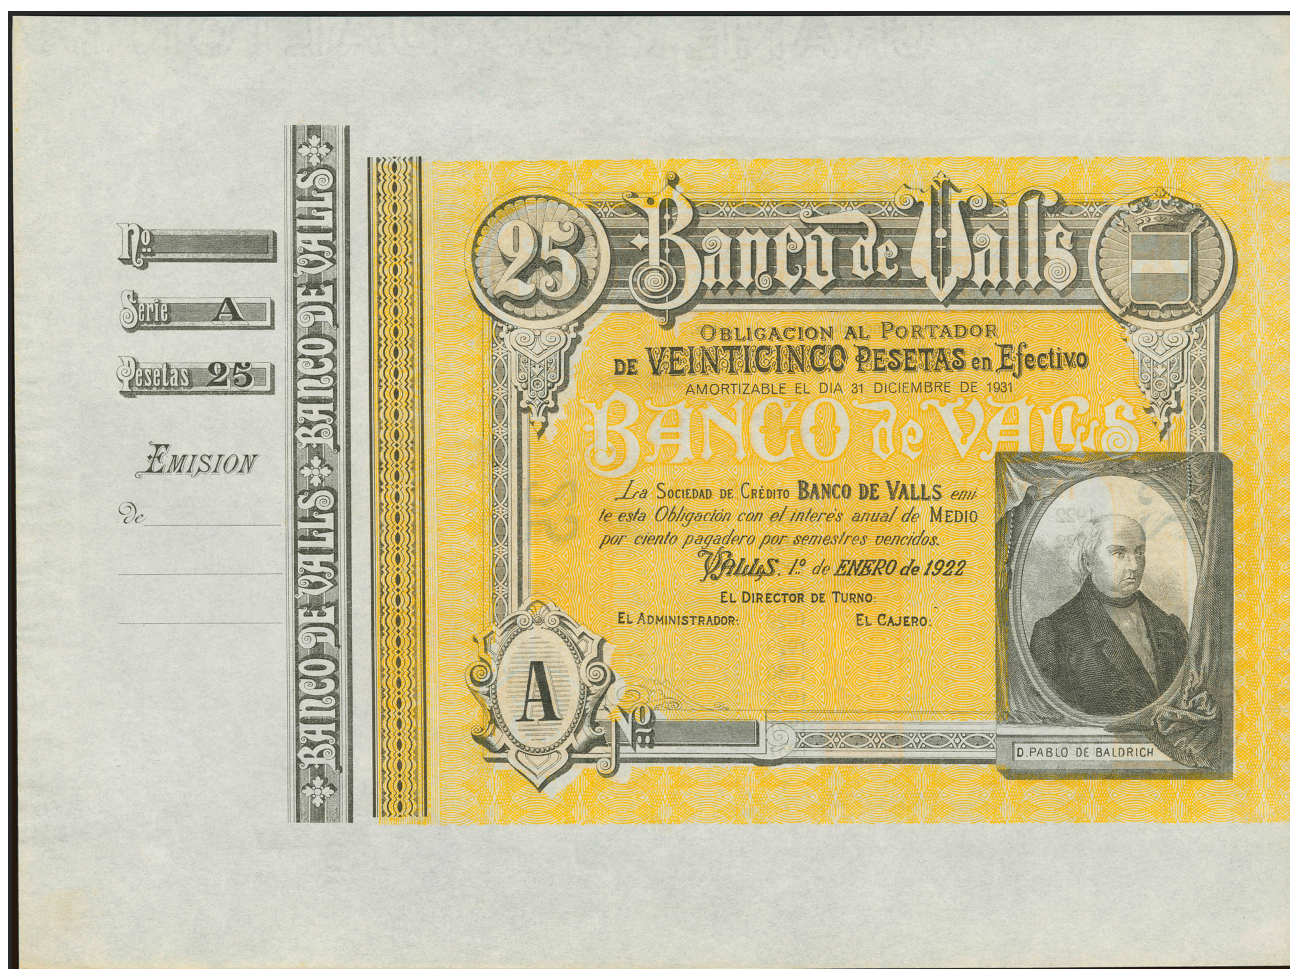 Nº
Serie A
Pesetas 25
EMISION
de
BANCO DE VALLS BANCO DE VALLS
25 Banco de Valls
OBLIGACION AL PORTADOR
DE VEINTICINCO PESETAS en Efectivo
AMORTIZABLE EL DIA 31 DICIEMBRE DE 1931
BANCO de VALLS
La SOCIEDAD DE CRÉDITO BANCO DE VALLS emi-
te esta Obligación con el interés anual de MEDIO
por ciento pagadero por semestres vencidos.
VALLS, 1º de ENERO de 1922
EL DIRECTOR DE TURNO:
EL ADMINISTRADOR: EL CAJERO:
A
Nº
D. PABLO DE BALDRICH